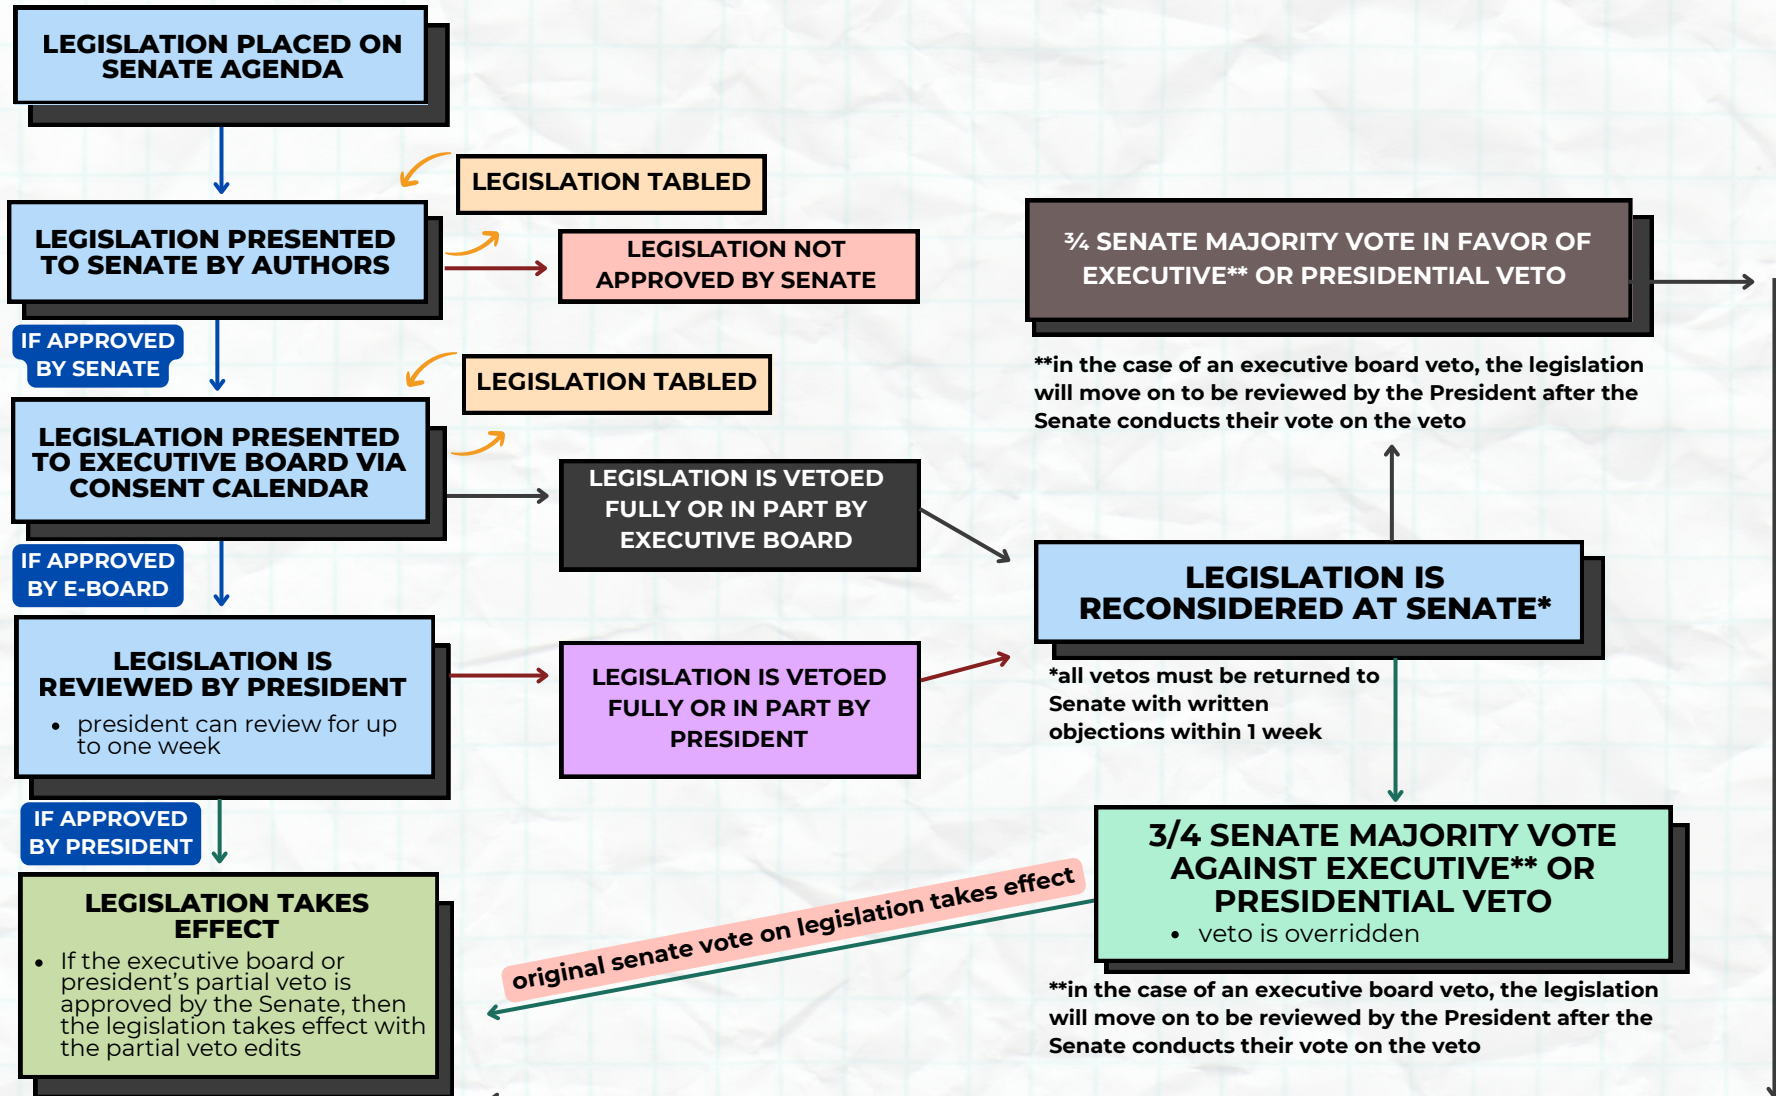 LEGISLATION PLACED ON
SENATE AGENDA
LEGISLATION TABLED
LEGISLATION PRESENTED
TO SENATE BY AUTHORS
LEGISLATION NOT
APPROVED BY SENATE
IF APPROVED
BY SENATE
LEGISLATION TABLED
LEGISLATION PRESENTED
TO EXECUTIVE BOARD VIA
CONSENT CALENDAR
LEGISLATION IS VETOED
FULLY OR IN PART BY
EXECUTIVE BOARD
IF APPROVED
BY E-BOARD
LEGISLATION IS
REVIEWED BY PRESIDENT
• president can review for up
to one week
LEGISLATION IS VETOED
FULLY OR IN PART BY
PRESIDENT
IF APPROVED
BY PRESIDENT
LEGISLATION TAKES
EFFECT
• If the executive board or
president's partial veto is
approved by the Senate, then
the legislation takes effect with
the partial veto edits
¾ SENATE MAJORITY VOTE IN FAVOR OF
EXECUTIVE** OR PRESIDENTIAL VETO
**in the case of an executive board veto, the legislation
will move on to be reviewed by the President after the
Senate conducts their vote on the veto
LEGISLATION IS
RECONSIDERED AT SENATE*
*all vetos must be returned to
Senate with written
objections within 1 week
3/4 SENATE MAJORITY VOTE
AGAINST EXECUTIVE** OR
PRESIDENTIAL VETO
• veto is overridden
original senate vote on legislation takes effect
**in the case of an executive board veto, the legislation
will move on to be reviewed by the President after the
Senate conducts their vote on the veto